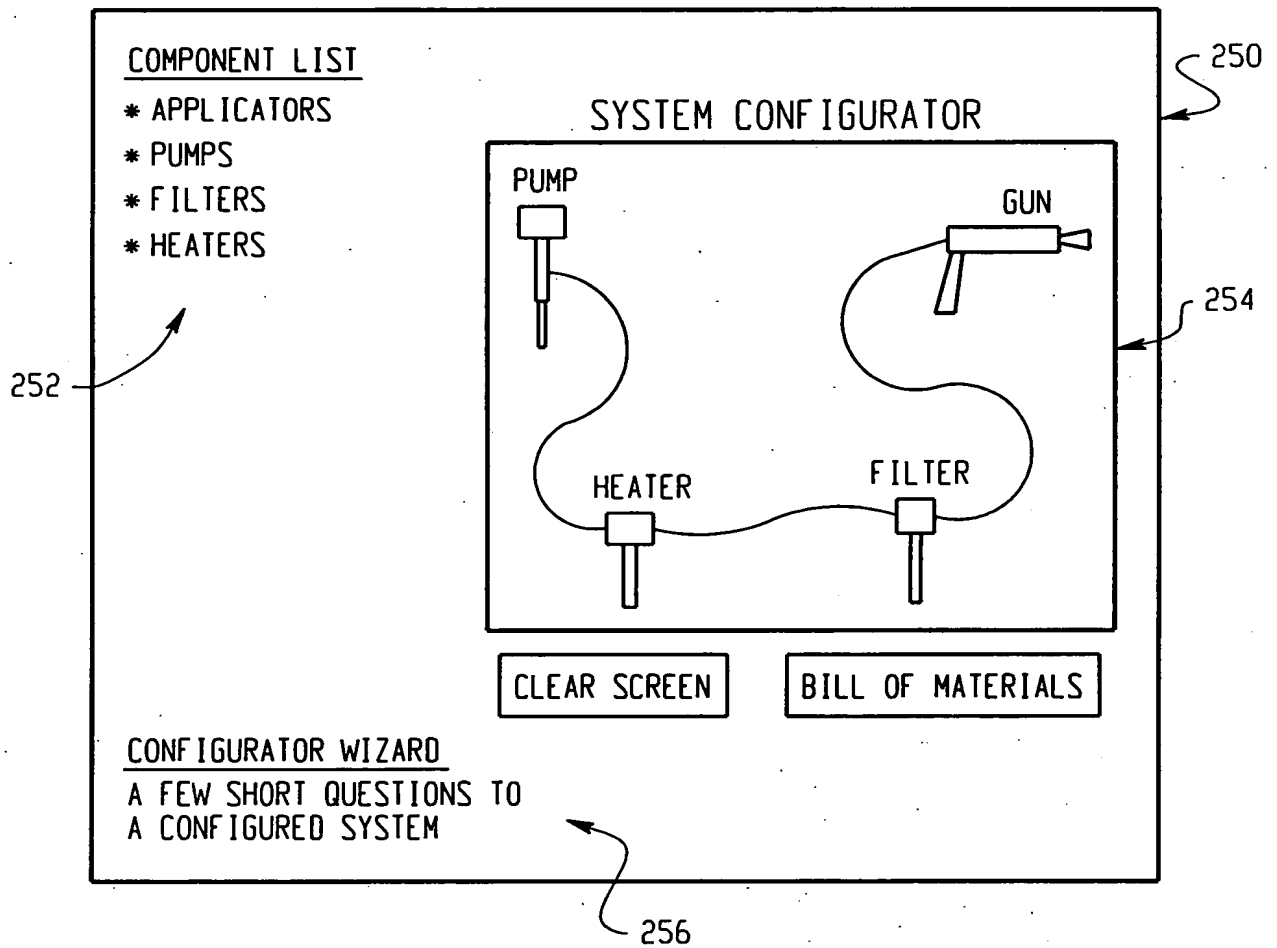 COMPONENT LIST
* APPLICATORS
* PUMPS
* FILTERS
* HEATERS
252
SYSTEM CONFIGURATOR
250
PUMP
GUN
254
HEATER
FILTER
CLEAR SCREEN
BILL OF MATERIALS
CONFIGURATOR WIZARD
A FEW SHORT QUESTIONS TO
A CONFIGURED SYSTEM
256